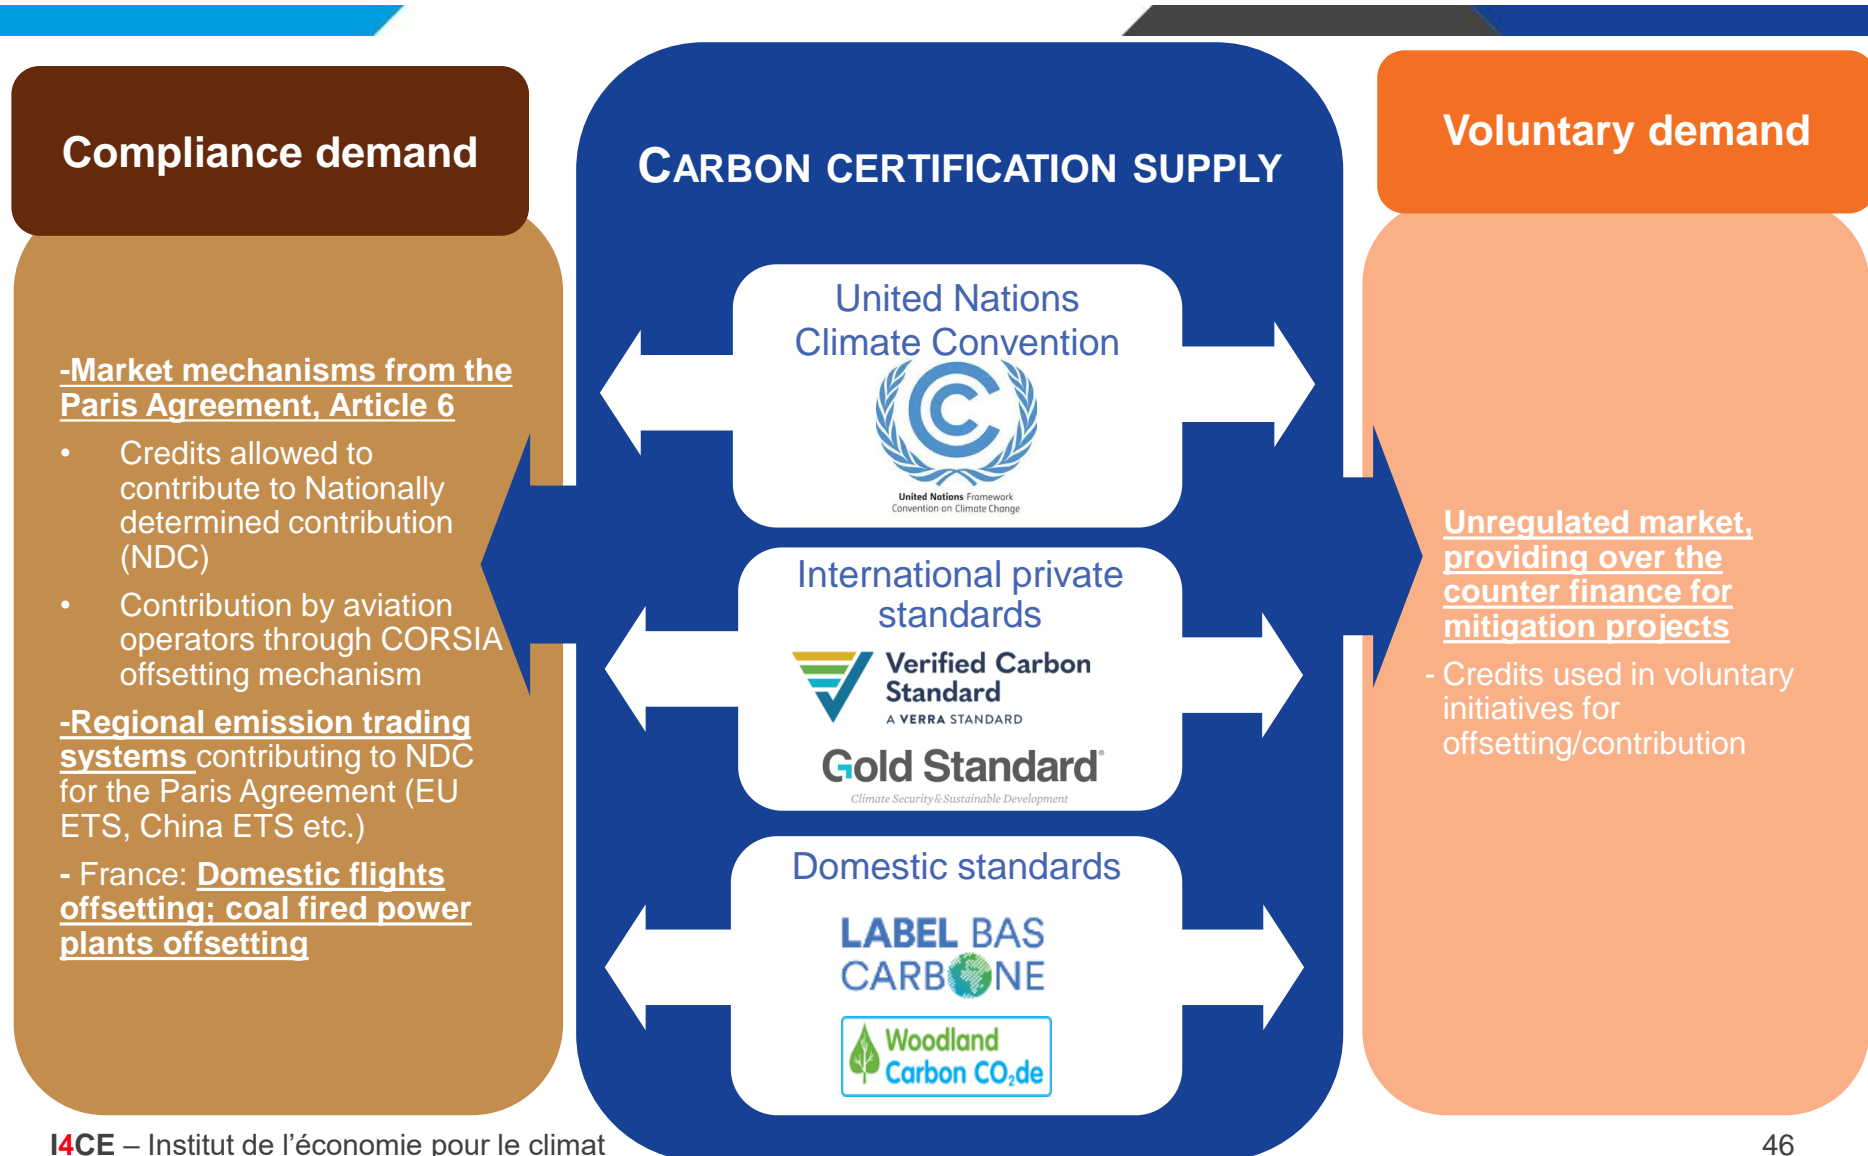 Compliance demand
-Market mechanisms from the
Paris Agreement, Article 6
• Credits allowed to
contribute to Nationally
determined contribution
(NDC)
• Contribution by aviation
operators through CORSIA
offsetting mechanism
-Regional emission trading
systems contributing to NDC
for the Paris Agreement (EU
ETS, China ETS etc.)
- France: Domestic flights
offsetting; coal fired power
plants offsetting
CARBON CERTIFICATION SUPPLY
United Nations
Climate Convention
United Nations Framework
Convention on Climate Change
International private
standards
Verified Carbon
Standard
A VERRA STANDARD
Gold Standard®
Climate Security & Sustainable Development
Domestic standards
LABEL BAS
CARBONE
Woodland
Carbon CO₂de
Voluntary demand
Unregulated market,
providing over the
counter finance for
mitigation projects
- Credits used in voluntary
initiatives for
offsetting/contribution
I4CE – Institut de l'économie pour le climat
46